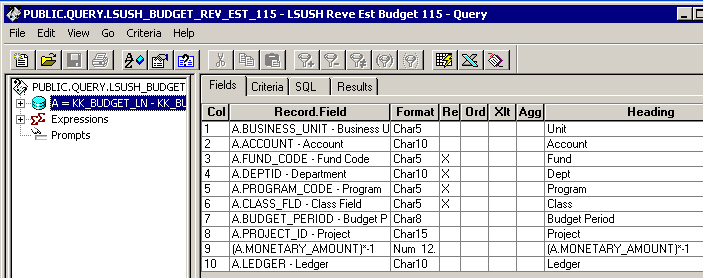 PUBLIC.QUERY.LSUSH_BUDGET_REV_EST_115 - LSUSH Reve Est Budget 115 - Query
File Edit View Go Criteria Help
Fields Criteria SQL Results
PUBLIC.QUERY.LSUSH_BUDGET
A = KK_BUDGET_LN - KK_BU
Expressions
Prompts
Col Record.Field Format Re Ord Xlt Agg Heading
1 A.BUSINESS_UNIT - Business U Char5 Unit
2 A.ACCOUNT - Account Char10 Account
3 A.FUND_CODE - Fund Code Char5 X Fund
4 A.DEPTID - Department Char10 X Dept
5 A.PROGRAM_CODE - Program Char5 X Program
6 A.CLASS_FLD - Class Field Char5 X Class
7 A.BUDGET_PERIOD - Budget P Char8 Budget Period
8 A.PROJECT_ID - Project Char15 Project
9 (A.MONETARY_AMOUNT)*-1 Num 12. (A.MONETARY_AMOUNT)*-1
10 A.LEDGER - Ledger Char10 Ledger